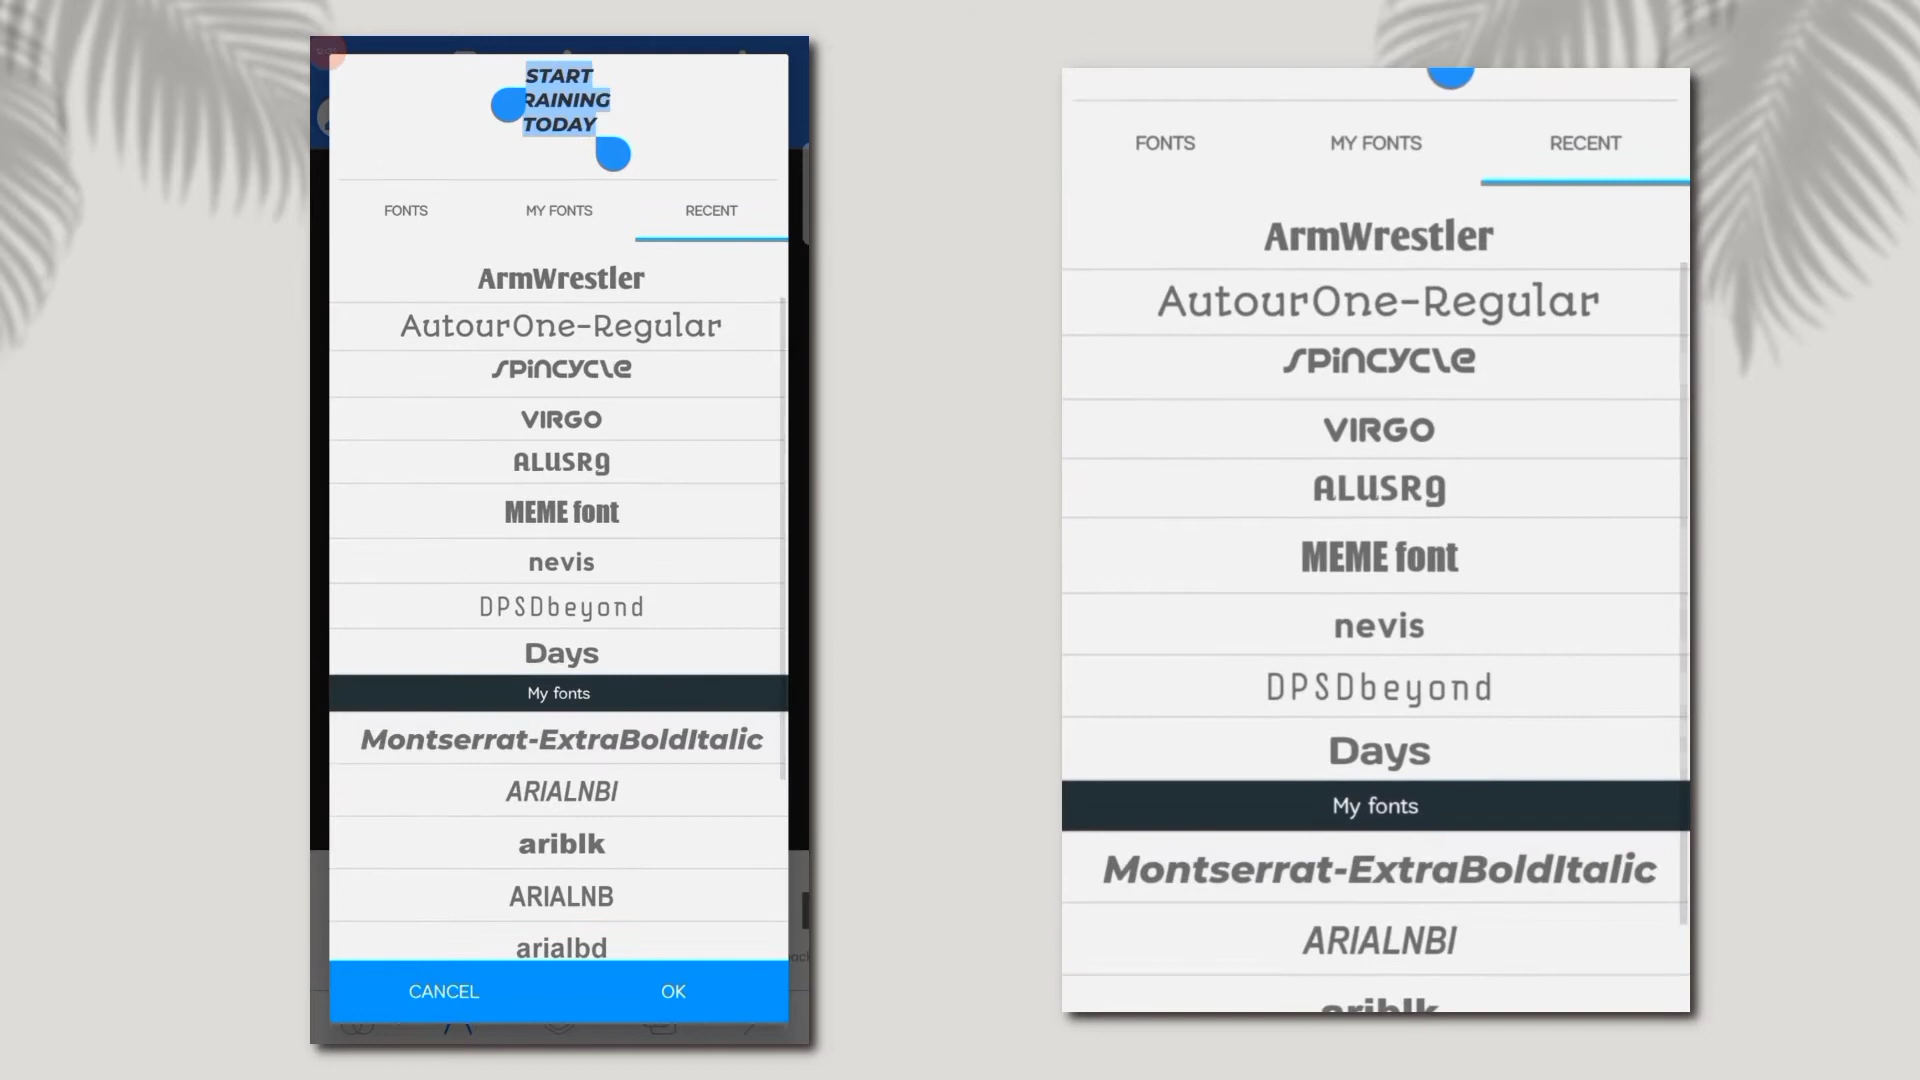 START
RAINING
TODAY
FONTS
MY FONTS
RECENT
ArmWrestler
AutourOne-Regular
SPinCYCLe
VIRGO
ALUSRg
MEME font
nevis
DPSDbeyond
Days
My fonts
Montserrat-ExtraBoldItalic
ARIALNBI
ariblk
ARIALNB
arialbd
CANCEL
OK
FONTS
MY FONTS
RECENT
ArmWrestler
AutourOne-Regular
SPinCYCLe
VIRGO
ALUSRg
MEME font
nevis
DPSDbeyond
Days
My fonts
Montserrat-ExtraBoldItalic
ARIALNBI
ariblk